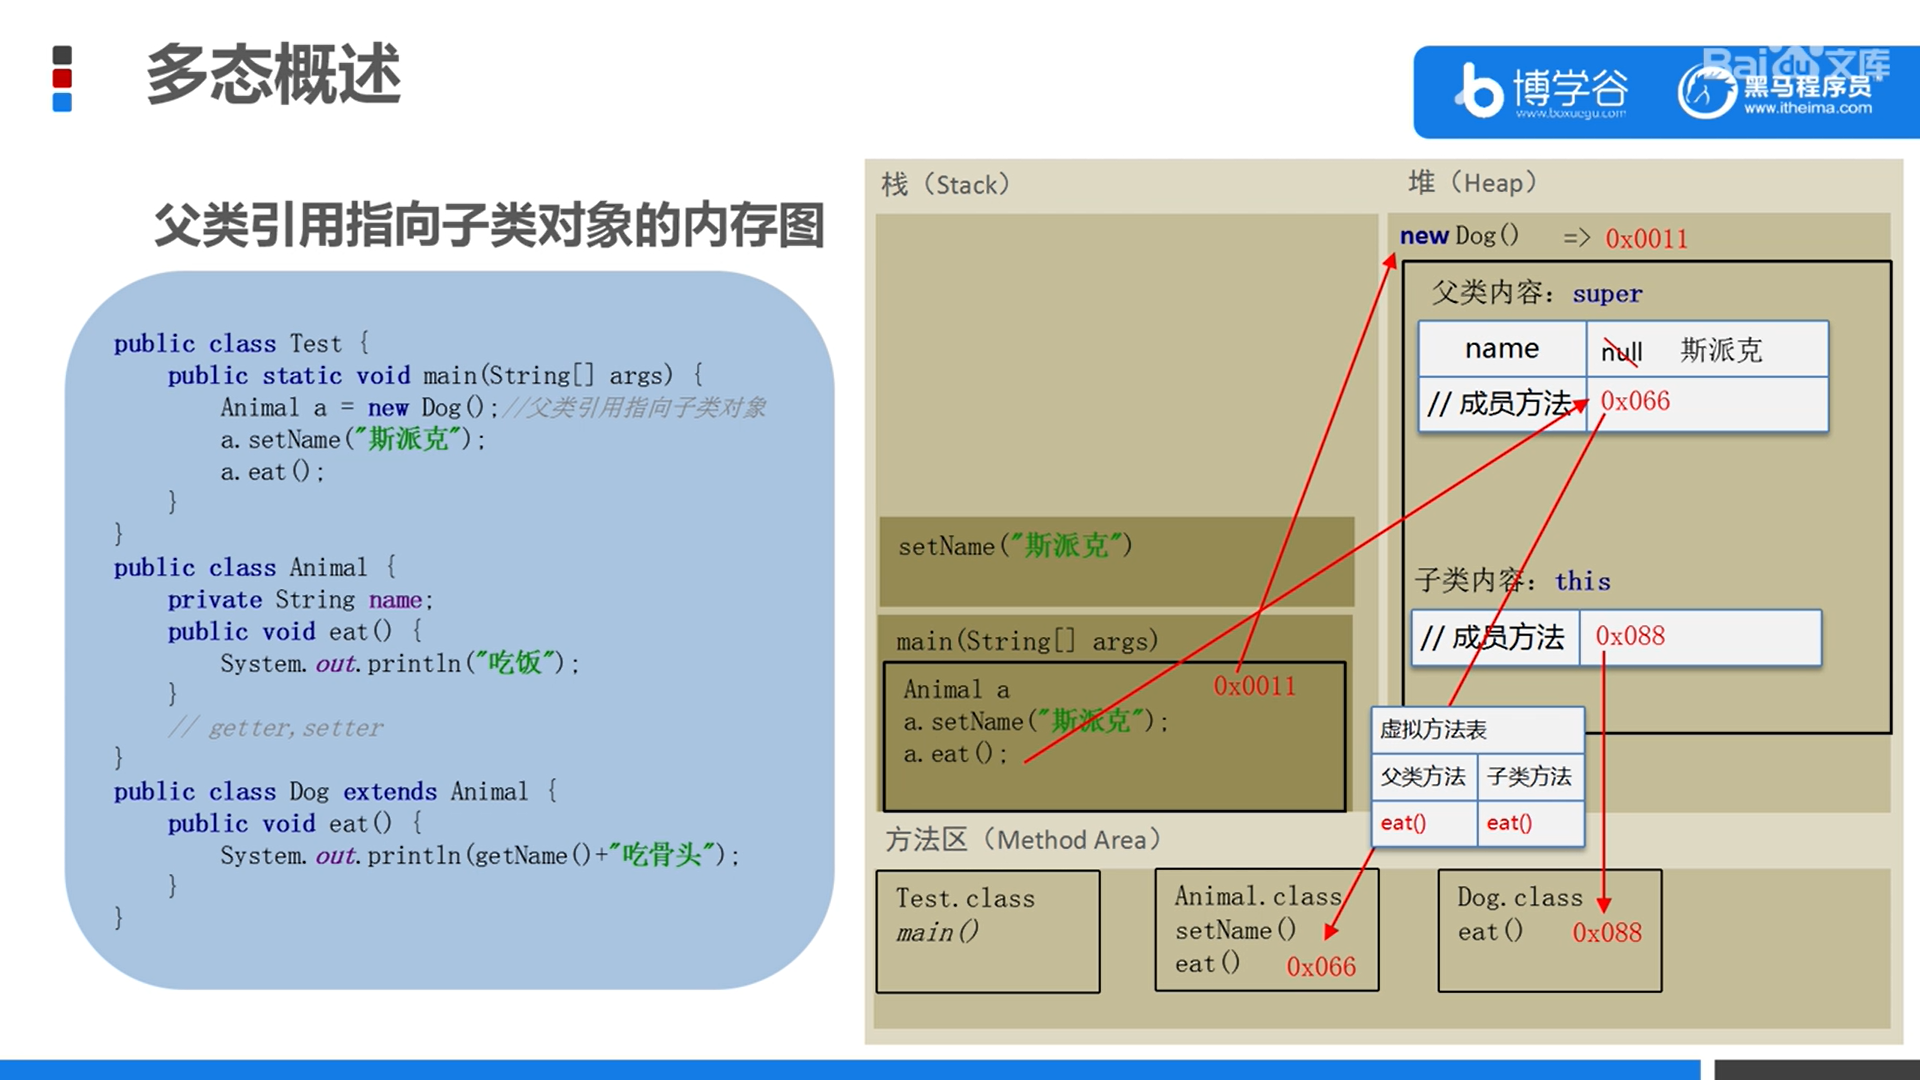 多态概述
博学谷
www.boxuegu.com
Baidu文库
黑马程序员
www.itheima.com
父类引用指向子类对象的内存图
public class Test {
public static void main(String[] args) {
Animal a = new Dog();//父类引用指向子类对象
a.setName("斯派克");
a.eat();
}
}
public class Animal {
private String name;
public void eat() {
System.out.println("吃饭");
}
// getter,setter
}
public class Dog extends Animal {
public void eat() {
System.out.println(getName()+"吃骨头");
}
}
栈（Stack）
setName("斯派克")
main(String[] args)
Animal a 0x0011
a.setName("斯派克");
a.eat();
堆（Heap）
new Dog() => 0x0011
父类内容：super
name null 斯派克
// 成员方法 0x066
子类内容：this
// 成员方法 0x088
虚拟方法表
父类方法 子类方法
eat() eat()
方法区（Method Area）
Test.class
main()
Animal.class
setName()
eat() 0x066
Dog.class
eat() 0x088